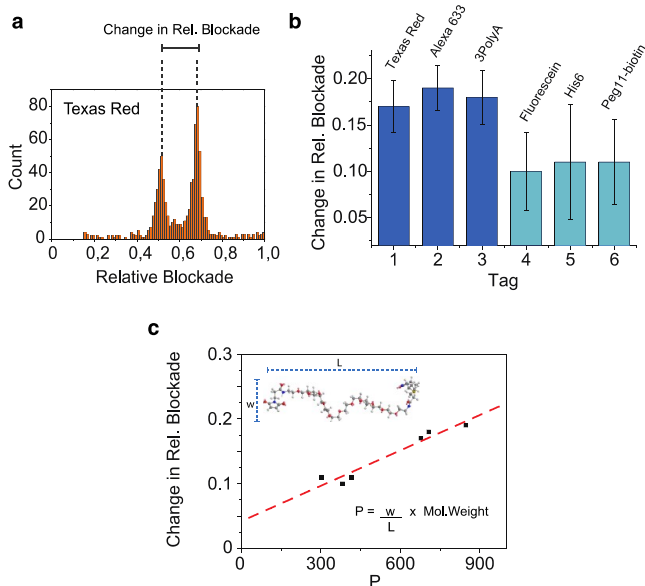 a
Change in Rel. Blockade
Texas Red
Count
80
60
40
20
0
0 0,2 0,4 0,6 0,8 1,0
Relative Blockade
b
Texas Red
Alexa 633
3PolyA
Fluorescein
His6
Peg11-biotin
Change in Rel. Blockade
0.20
0.15
0.10
0.05
1 2 3 4 5 6
Tag
c
Change in Rel. Blockade
0.3
0.2
0.1
0
L
w
P = w/L x Mol.Weight
300 600 900
P